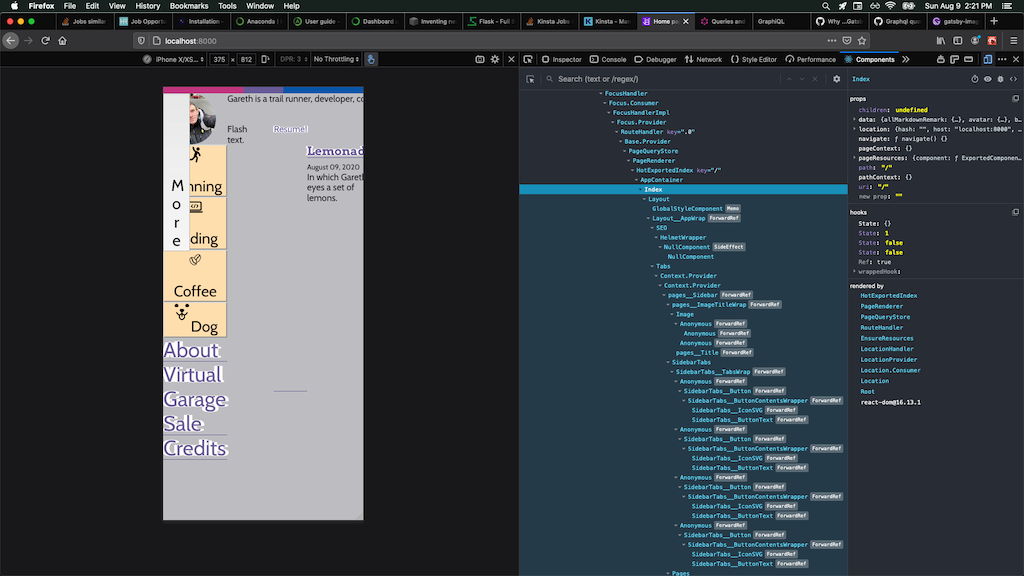 Firefox File Edit View History Bookmarks Tools Window Help
Sun Aug 9 2:21 PM
Jobs similar
Job Opportu
Installation -
Anaconda |
User guide -
Dashboard
Inventing n
Flask - Full
Kinsta Jobs
Kinsta - Man
Home p
Queries and
GraphiQL
Graphql qu
gatsby-imag
localhost:8000
iPhone X/XS...
375 × 812
DPR: 3
No Throttling
Inspector
Console
Debugger
Network
Style Editor
Performance
Components
Search (text or /regex/)
Gareth is a trail runner, developer, co
Flash
text.
Resume!
Lemonad
August 09, 2020
In which Gareth
eyes a set of
lemons.
M
o
r
e
nning
ding
Coffee
Dog
About
Virtual
Garage
Sale
Credits
FocusHandler
Focus.Consumer
FocusHandlerImpl
Focus.Provider
RouteHandler key=".0"
Base.Provider
PageQueryStore
PageRenderer
HotExportedIndex key="/"
AppContainer
Index
Layout
GlobalStyleComponent Memo
Layout__AppWrap ForwardRef
SEO
HelmetWrapper
NullComponent SideEffect
NullComponent
Tabs
Context.Provider
Context.Provider
pages__Sidebar ForwardRef
pages__ImageTitleWrap ForwardRef
Image
Anonymous ForwardRef
Anonymous ForwardRef
Anonymous ForwardRef
pages__Title ForwardRef
SidebarTabs
SidebarTabs__TabsWrap ForwardRef
Anonymous ForwardRef
SidebarTabs__Button ForwardRef
SidebarTabs__ButtonContentsWrapper ForwardRef
SidebarTabs__IconSVG ForwardRef
SidebarTabs__ButtonText ForwardRef
Anonymous ForwardRef
SidebarTabs__Button ForwardRef
SidebarTabs__ButtonContentsWrapper ForwardRef
SidebarTabs__IconSVG ForwardRef
SidebarTabs__ButtonText ForwardRef
Anonymous ForwardRef
SidebarTabs__Button ForwardRef
SidebarTabs__ButtonContentsWrapper ForwardRef
SidebarTabs__IconSVG ForwardRef
SidebarTabs__ButtonText ForwardRef
Anonymous ForwardRef
SidebarTabs__Button ForwardRef
SidebarTabs__ButtonContentsWrapper ForwardRef
SidebarTabs__IconSVG ForwardRef
SidebarTabs__ButtonText ForwardRef
Pages
Index
props
children: undefined
data: {allMarkdownRemark: {…}, avatar: {…}, b…
location: {hash: "", host: "localhost:8000", …
navigate: ƒ navigate() {}
pageContext: {}
pageResources: {component: ƒ ExportedComponen…
path: "/"
pathContext: {}
uri: "/"
new prop: ""
hooks
State: {}
State: 1
State: false
State: false
Ref: true
wrappedHook:
rendered by
HotExportedIndex
PageRenderer
PageQueryStore
RouteHandler
EnsureResources
LocationHandler
LocationProvider
Location.Consumer
Location
Root
react-dom@16.13.1